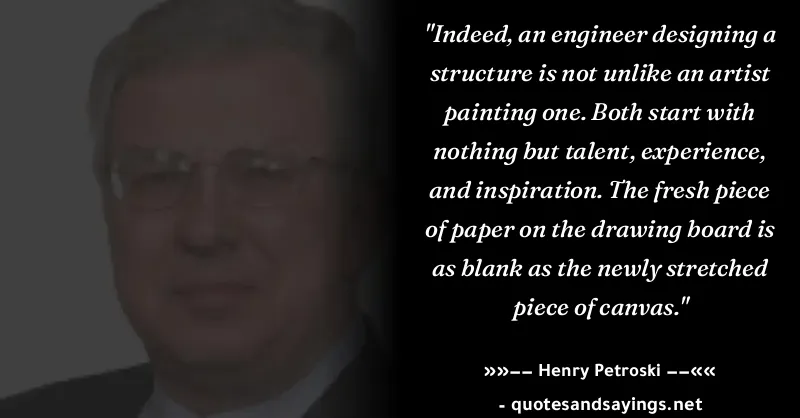 "Indeed, an engineer designing a
structure is not unlike an artist
painting one. Both start with
nothing but talent, experience,
and inspiration. The fresh piece
of paper on the drawing board is
as blank as the newly stretched
piece of canvas."
»»−− Henry Petroski −−««
- quotesandsayings.net